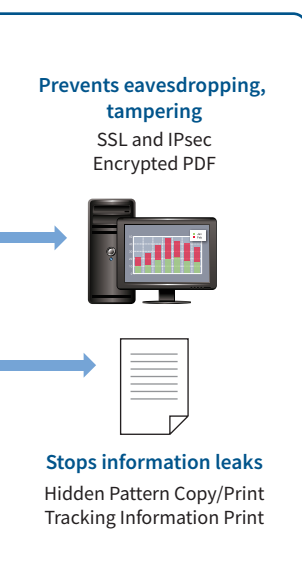 Prevents eavesdropping,
tampering
SSL and IPsec
Encrypted PDF
Stops information leaks
Hidden Pattern Copy/Print
Tracking Information Print